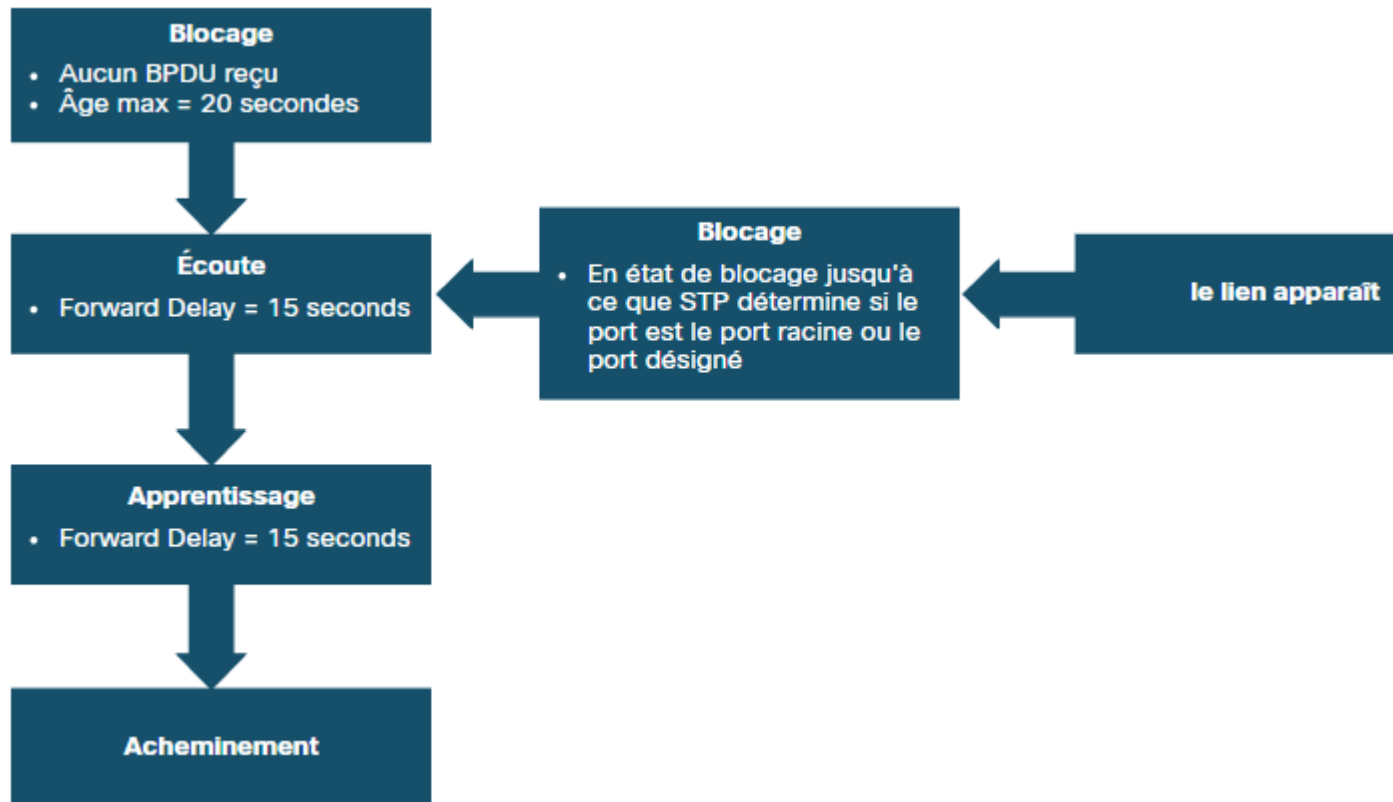 Blocage
• Aucun BPDU reçu
• Âge max = 20 secondes
Écoute
• Forward Delay = 15 seconds
Blocage
• En état de blocage jusqu'à
ce que STP détermine si le
port est le port racine ou le
port désigné
le lien apparaît
Apprentissage
• Forward Delay = 15 seconds
Acheminement